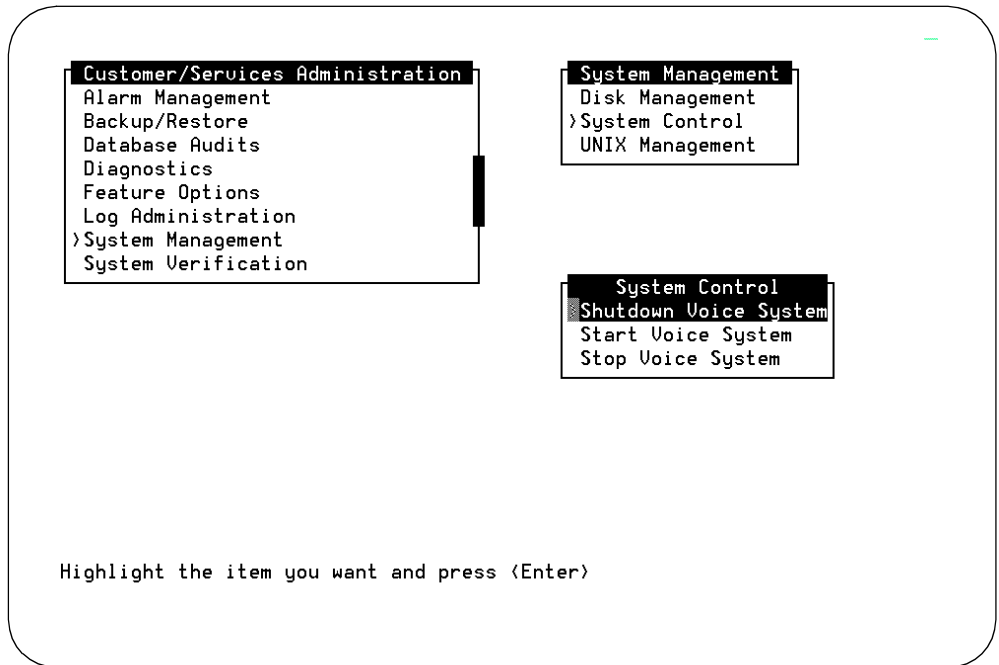 Customer/Services Administration
Alarm Management
Backup/Restore
Database Audits
Diagnostics
Feature Options
Log Administration
>System Management
System Verification
System Management
Disk Management
>System Control
UNIX Management
System Control
Shutdown Voice System
Start Voice System
Stop Voice System
Highlight the item you want and press <Enter>